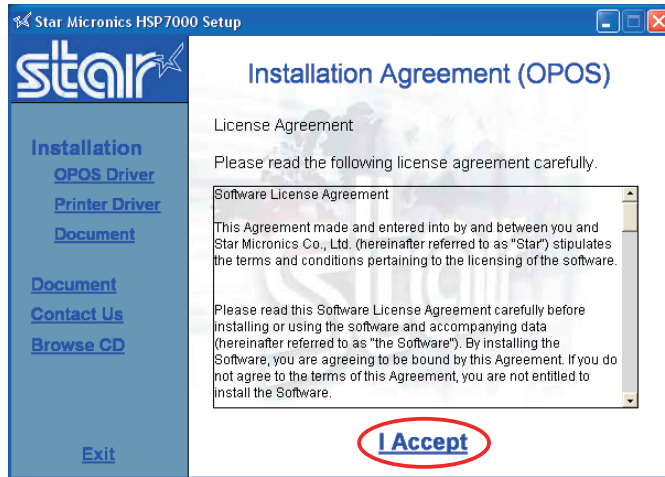 Star Micronics HSP7000 Setup
star
Installation
OPOS Driver
Printer Driver
Document
Document
Contact Us
Browse CD
Exit
Installation Agreement (OPOS)
License Agreement
Please read the following license agreement carefully.
Software License Agreement
This Agreement made and entered into by and between you and
Star Micronics Co., Ltd. (hereinafter referred to as "Star") stipulates
the terms and conditions pertaining to the licensing of the software.
Please read this Software License Agreement carefully before
installing or using the software and accompanying data
(hereinafter referred to as "the Software"). By installing the
Software, you are agreeing to be bound by this Agreement. If you do
not agree to the terms of this Agreement, you are not entitled to
install the Software.
I Accept